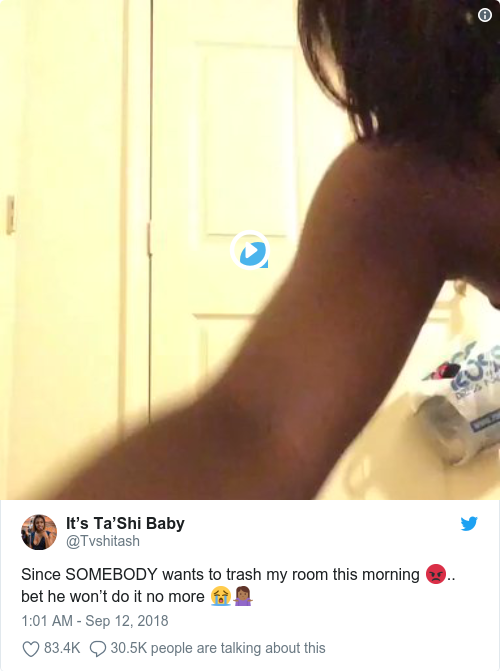 It’s Ta’Shi Baby
@Tvshitash
Since SOMEBODY wants to trash my room this morning 😡..
bet he won’t do it no more 😭🤷🏾‍♀️
1:01 AM - Sep 12, 2018
83.4K 30.5K people are talking about this